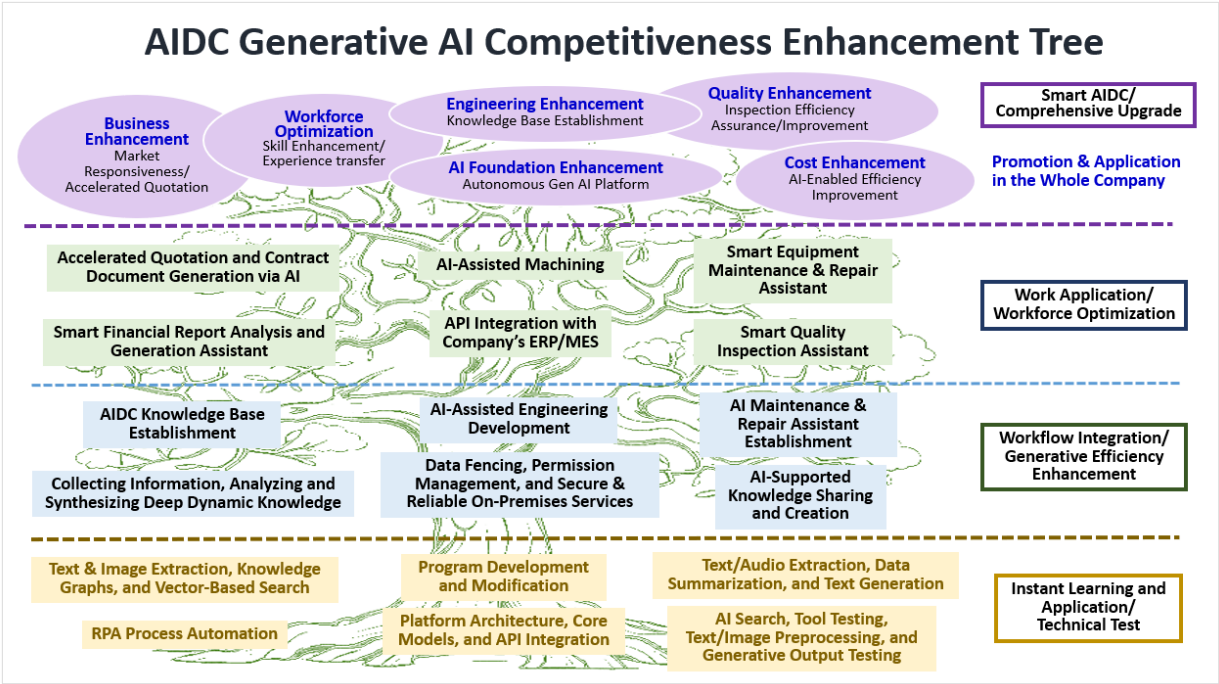 AIDC Generative AI Competitiveness Enhancement Tree
Business
Enhancement
Market
Responsiveness/
Accelerated Quotation
Workforce
Optimization
Skill Enhancement/
Experience transfer
Engineering Enhancement
Knowledge Base Establishment
AI Foundation Enhancement
Autonomous Gen AI Platform
Quality Enhancement
Inspection Efficiency
Assurance/Improvement
Cost Enhancement
AI-Enabled Efficiency
Improvement
Smart AIDC/
Comprehensive Upgrade
Promotion & Application
in the Whole Company
Accelerated Quotation and Contract
Document Generation via AI
AI-Assisted Machining
Smart Equipment
Maintenance & Repair
Assistant
Smart Financial Report Analysis and
Generation Assistant
API Integration with
Company's ERP/MES
Smart Quality
Inspection Assistant
Work Application/
Workforce Optimization
AIDC Knowledge Base
Establishment
AI-Assisted Engineering
Development
AI Maintenance &
Repair Assistant
Establishment
Collecting Information, Analyzing and
Synthesizing Deep Dynamic Knowledge
Data Fencing, Permission
Management, and Secure &
Reliable On-Premises Services
AI-Supported
Knowledge Sharing
and Creation
Workflow Integration/
Generative Efficiency
Enhancement
Text & Image Extraction, Knowledge
Graphs, and Vector-Based Search
Program Development
and Modification
Text/Audio Extraction, Data
Summarization, and Text Generation
RPA Process Automation
Platform Architecture, Core
Models, and API Integration
AI Search, Tool Testing,
Text/Image Preprocessing, and
Generative Output Testing
Instant Learning and
Application/
Technical Test